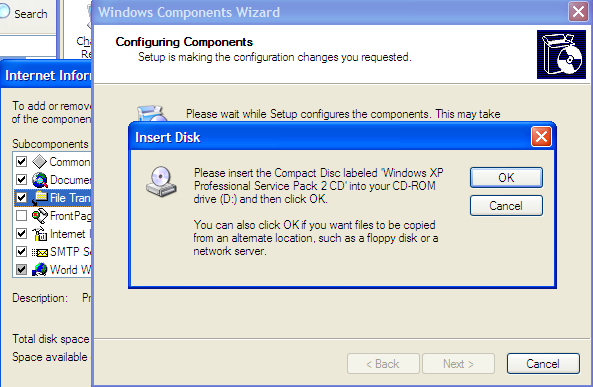 Search
Windows Components Wizard
Configuring Components
Setup is making the configuration changes you requested.
Internet Infor
To add or remove
of the component
Subcomponents
Common
Docume
File Tran
FrontPag
Internet I
SMTP Se
World W
Description: Pr
Total disk space
Space available
Please wait while Setup configures the components. This may take
Insert Disk
Please insert the Compact Disc labeled 'Windows XP
Professional Service Pack 2 CD' into your CD-ROM
drive (D:) and then click OK.
You can also click OK if you want files to be copied
from an alternate location, such as a floppy disk or a
network server.
OK
Cancel
< Back
Next >
Cancel